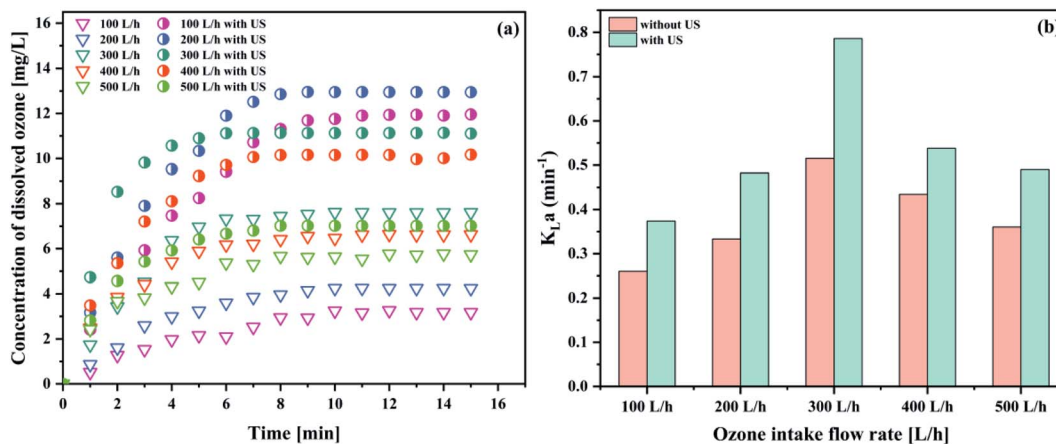 (a)
100 L/h
100 L/h with US
200 L/h
200 L/h with US
300 L/h
300 L/h with US
400 L/h
400 L/h with US
500 L/h
500 L/h with US
Concentration of dissolved ozone [mg/L]
16
14
12
10
8
6
4
2
0
0 2 4 6 8 10 12 14 16
Time [min]
(b)
without US
with US
K_La (min⁻¹)
0.8
0.7
0.6
0.5
0.4
0.3
0.2
0.1
0.0
100 L/h 200 L/h 300 L/h 400 L/h 500 L/h
Ozone intake flow rate [L/h]